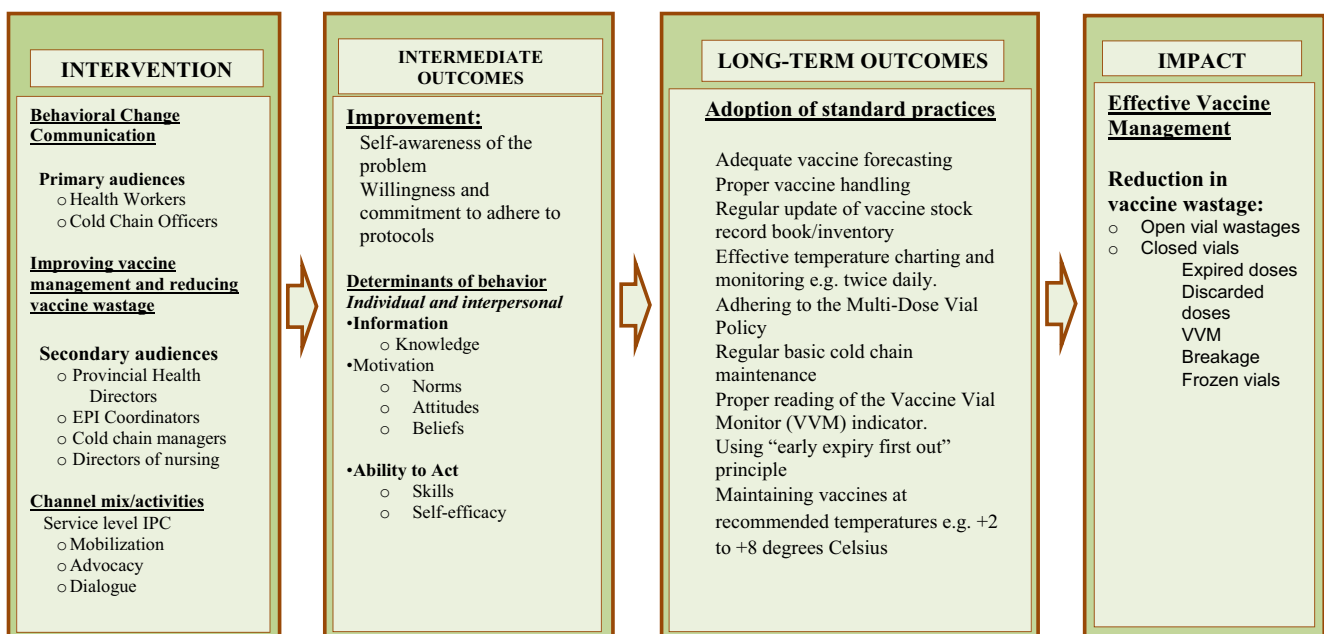 INTERVENTION
Behavioral Change
Communication
Primary audiences
o Health Workers
o Cold Chain Officers
Improving vaccine
management and reducing
vaccine wastage
Secondary audiences
o Provincial Health
Directors
o EPI Coordinators
o Cold chain managers
o Directors of nursing
Channel mix/activities
Service level IPC
o Mobilization
o Advocacy
o Dialogue
INTERMEDIATE
OUTCOMES
Improvement:
Self-awareness of the
problem
Willingness and
commitment to adhere to
protocols
Determinants of behavior
Individual and interpersonal
•Information
o Knowledge
•Motivation
o Norms
o Attitudes
o Beliefs
•Ability to Act
o Skills
o Self-efficacy
LONG-TERM OUTCOMES
Adoption of standard practices
Adequate vaccine forecasting
Proper vaccine handling
Regular update of vaccine stock
record book/inventory
Effective temperature charting and
monitoring e.g. twice daily.
Adhering to the Multi-Dose Vial
Policy
Regular basic cold chain
maintenance
Proper reading of the Vaccine Vial
Monitor (VVM) indicator.
Using “early expiry first out”
principle
Maintaining vaccines at
recommended temperatures e.g. +2
to +8 degrees Celsius
IMPACT
Effective Vaccine
Management
Reduction in
vaccine wastage:
o Open vial wastages
o Closed vials
Expired doses
Discarded
doses
VVM
Breakage
Frozen vials